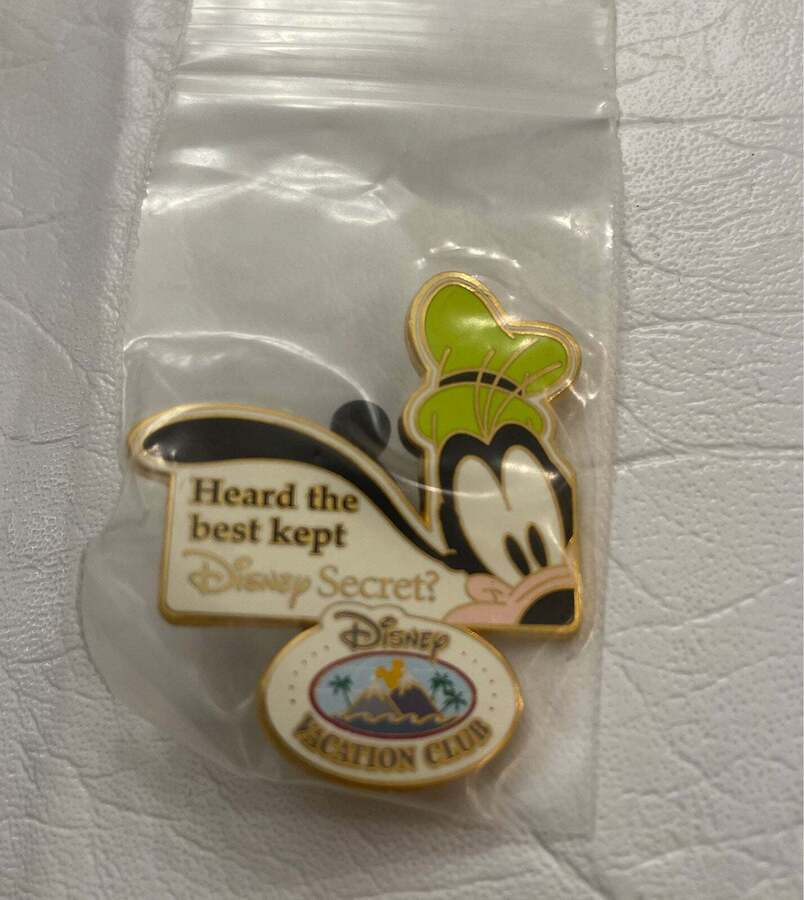 Heard the
best kept
Disney Secret?
Disney
VACATION CLUB